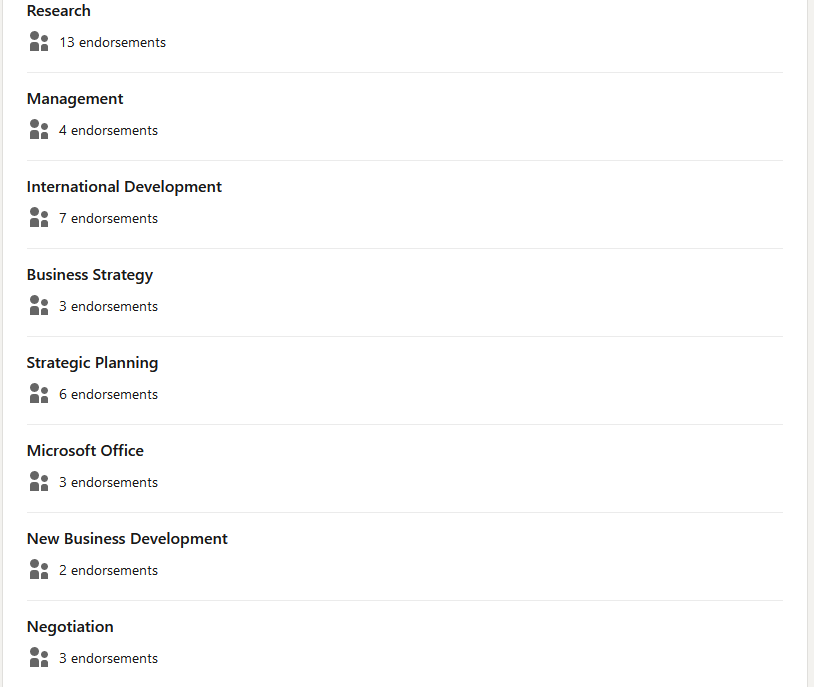 Research
13 endorsements
Management
4 endorsements
International Development
7 endorsements
Business Strategy
3 endorsements
Strategic Planning
6 endorsements
Microsoft Office
3 endorsements
New Business Development
2 endorsements
Negotiation
3 endorsements